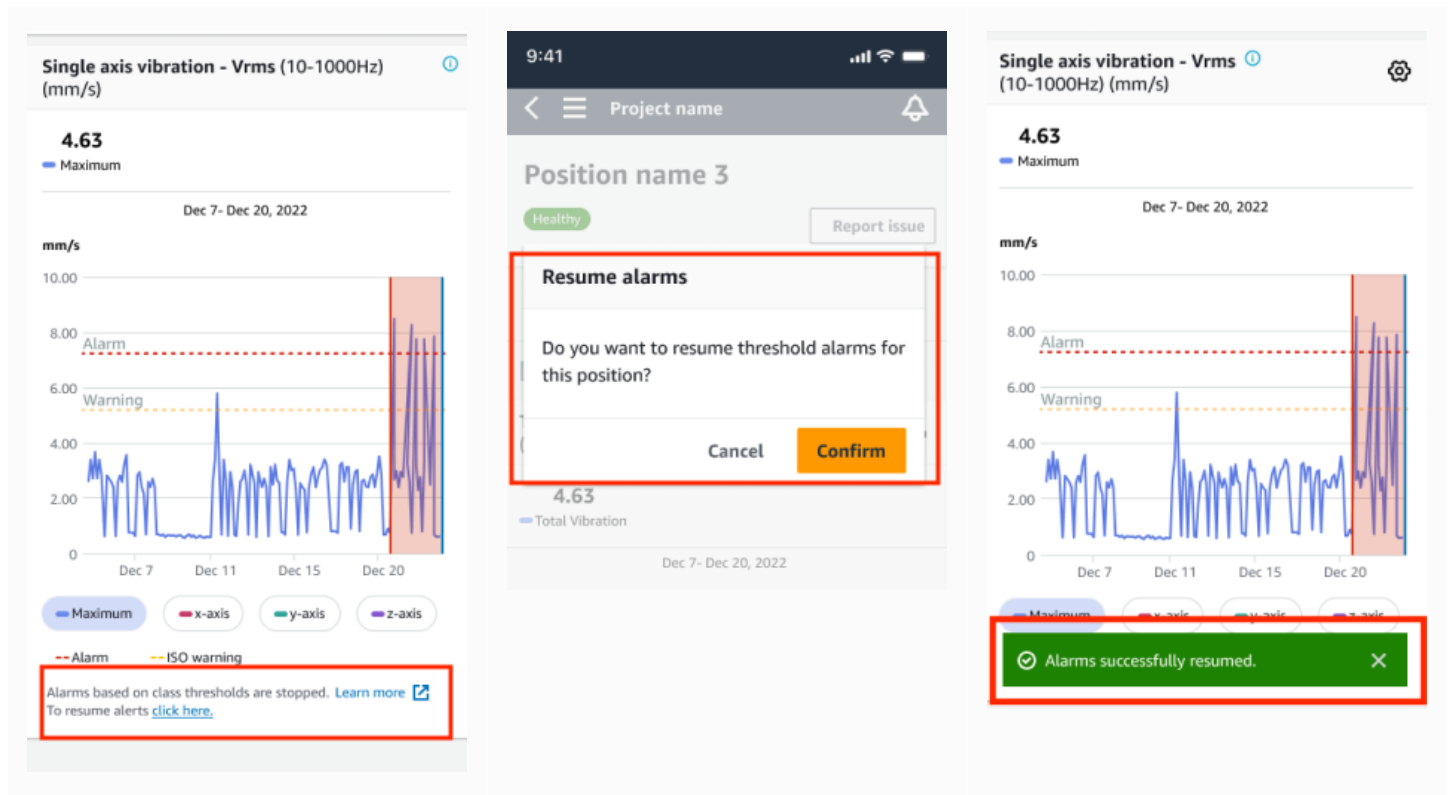 Single axis vibration - Vrms (10-1000Hz)
(mm/s)
4.63
Maximum
Dec 7- Dec 20, 2022
mm/s
10.00
8.00
Alarm
6.00
Warning
4.00
2.00
0
Dec 7 Dec 11 Dec 15 Dec 20
Maximum x-axis y-axis z-axis
Alarm ISO warning
Alarms based on class thresholds are stopped. Learn more
To resume alerts click here.
9:41
Project name
Position name 3
Healthy
Report issue
Resume alarms
Do you want to resume threshold alarms for
this position?
Cancel Confirm
4.63
Total Vibration
Dec 7- Dec 20, 2022
Single axis vibration - Vrms
(10-1000Hz) (mm/s)
4.63
Maximum
Dec 7- Dec 20, 2022
mm/s
10.00
8.00
Alarm
6.00
Warning
4.00
2.00
0
Dec 7 Dec 11 Dec 15 Dec 20
Maximum x-axis y-axis z-axis
Alarms successfully resumed.